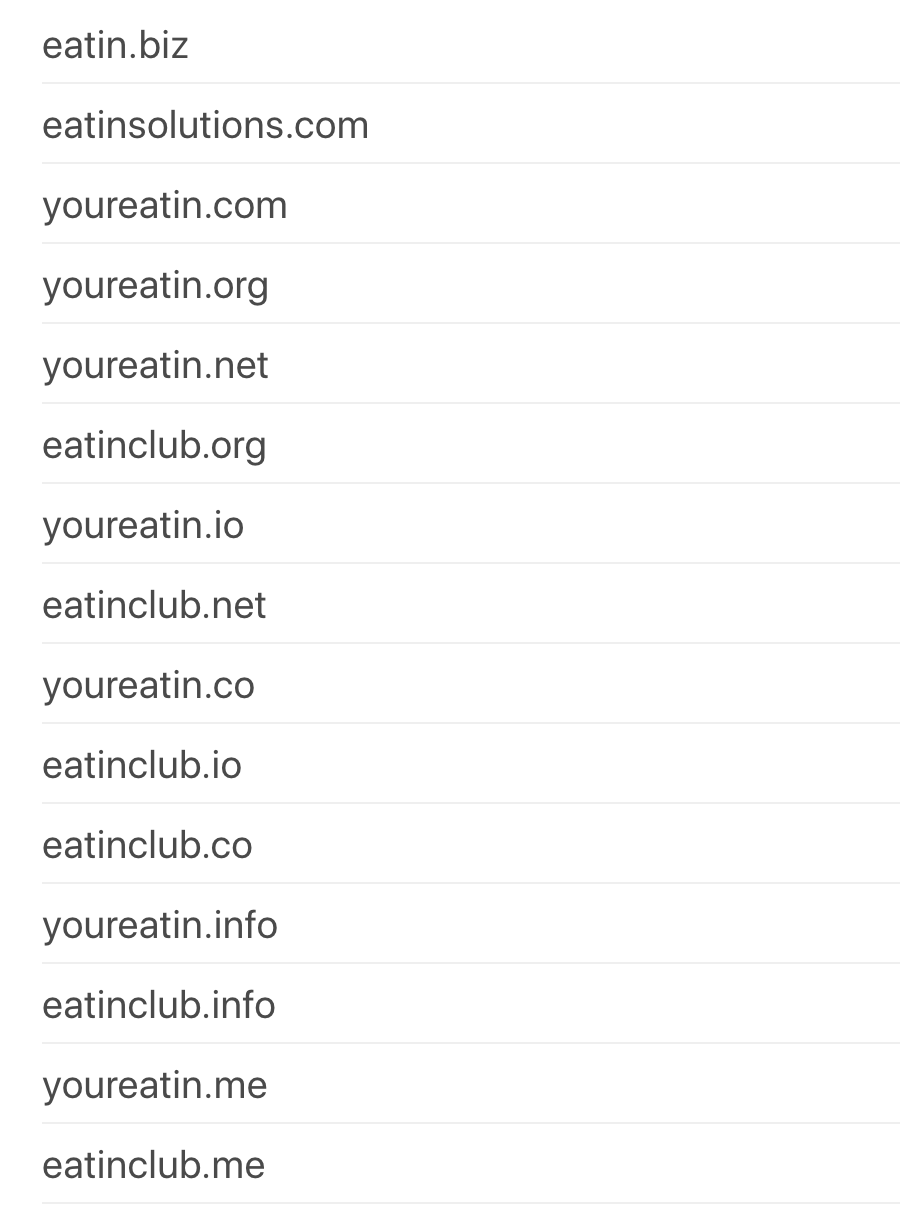 eatin.biz
eatinsolutions.com
youreatin.com
youreatin.org
youreatin.net
eatinclub.org
youreatin.io
eatinclub.net
youreatin.co
eatinclub.io
eatinclub.co
youreatin.info
eatinclub.info
youreatin.me
eatinclub.me